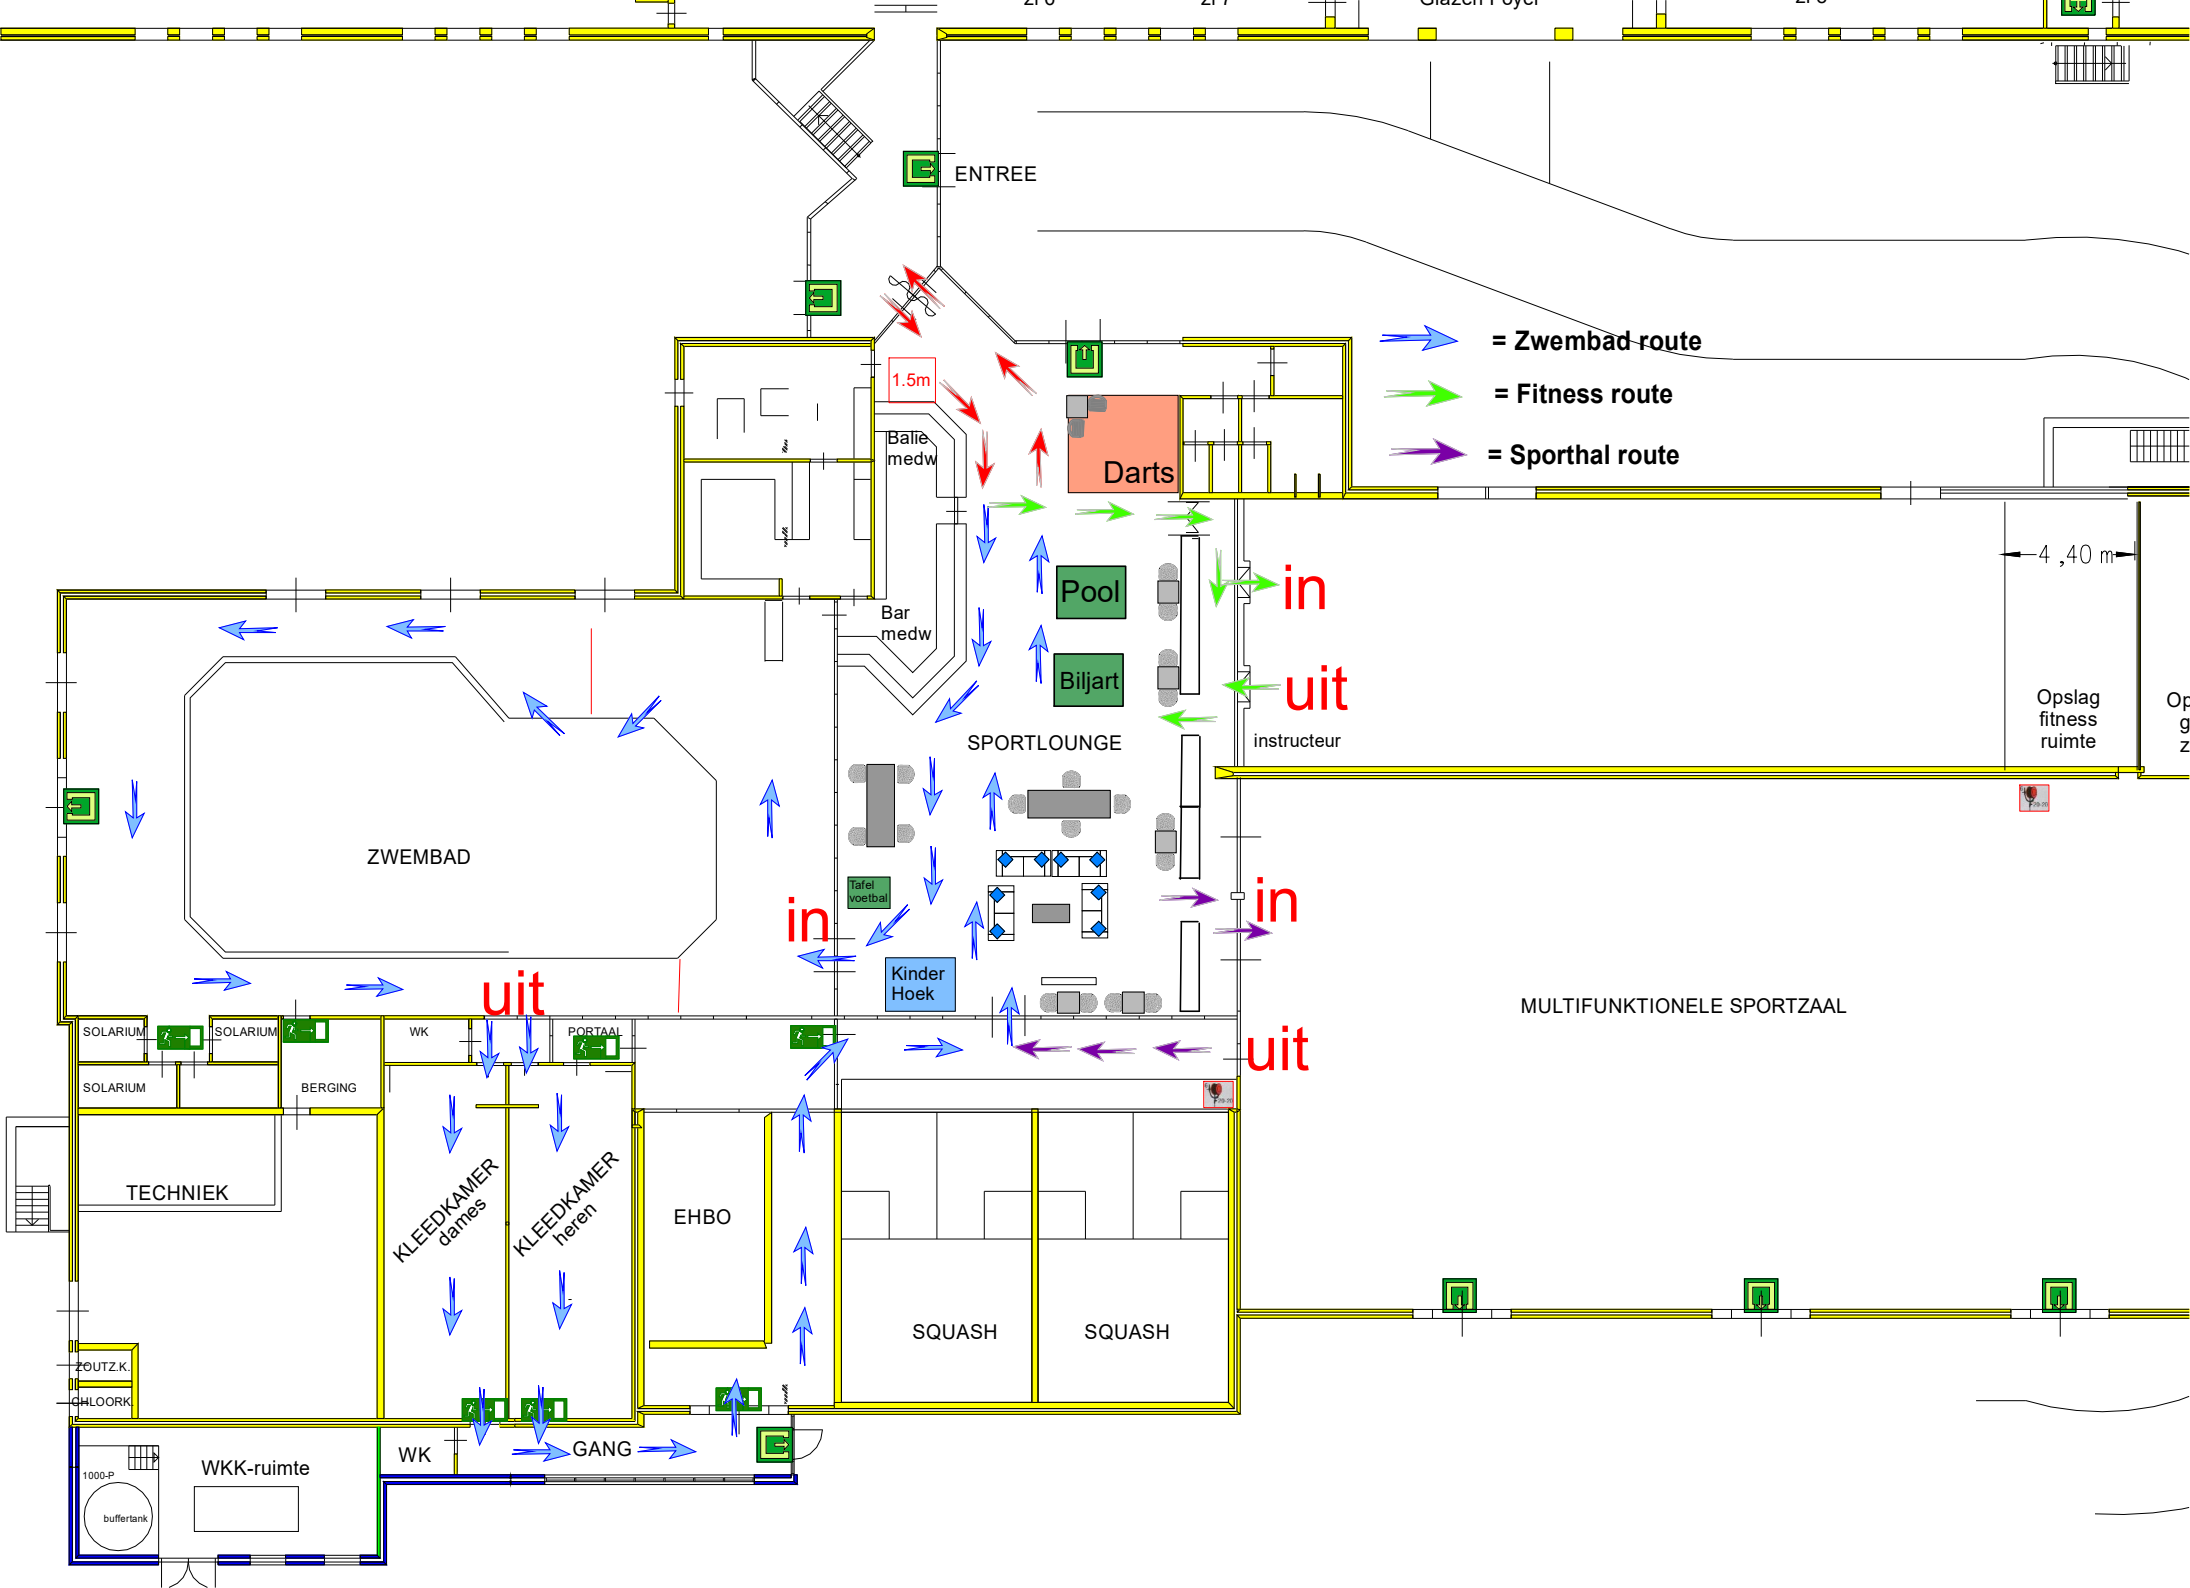 Glazen Foyer
ENTREE
= Zwembad route
= Fitness route
= Sporthal route
1.5m
Balie
medw
Darts
4,40 m
in
Pool
Bar
medw
Biljart
uit
Opslag
fitness
ruimte
SPORTLOUNGE
instructeur
ZWEMBAD
Tafel
voetbal
in
in
Kinder
Hoek
uit
MULTIFUNKTIONELE SPORTZAAL
SOLARIUM
SOLARIUM
WK
PORTAAL
uit
SOLARIUM
BERGING
TECHNIEK
KLEEDKAMER
dames
KLEEDKAMER
heren
EHBO
SQUASH
SQUASH
ZOUTZ.K.
CHLOORK.
WK
GANG
WKK-ruimte
1000-P
buffertank